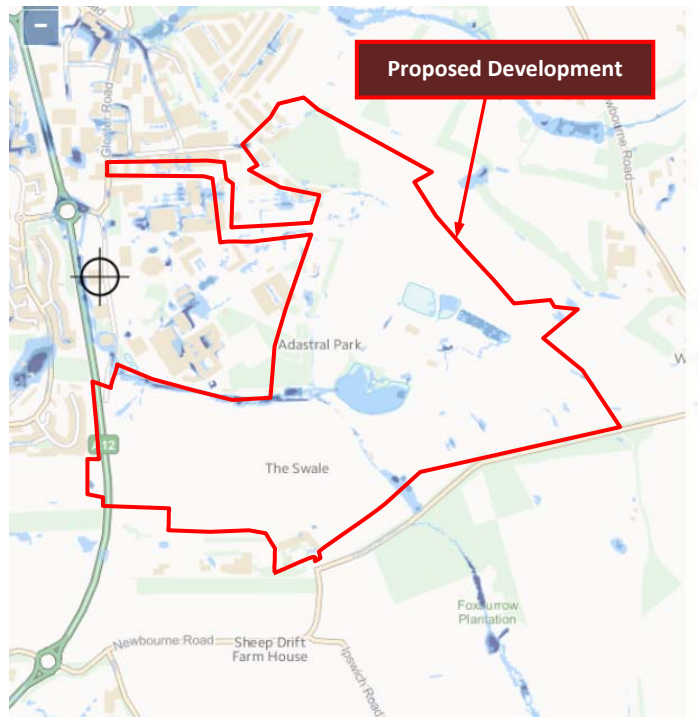 Proposed Development
Gloster Road
Newbourne Road
Adastral Park
A12
The Swale
Foxburrow
Plantation
Newbourne Road
Sheep Drift
Farm House
Ipswich Road
W